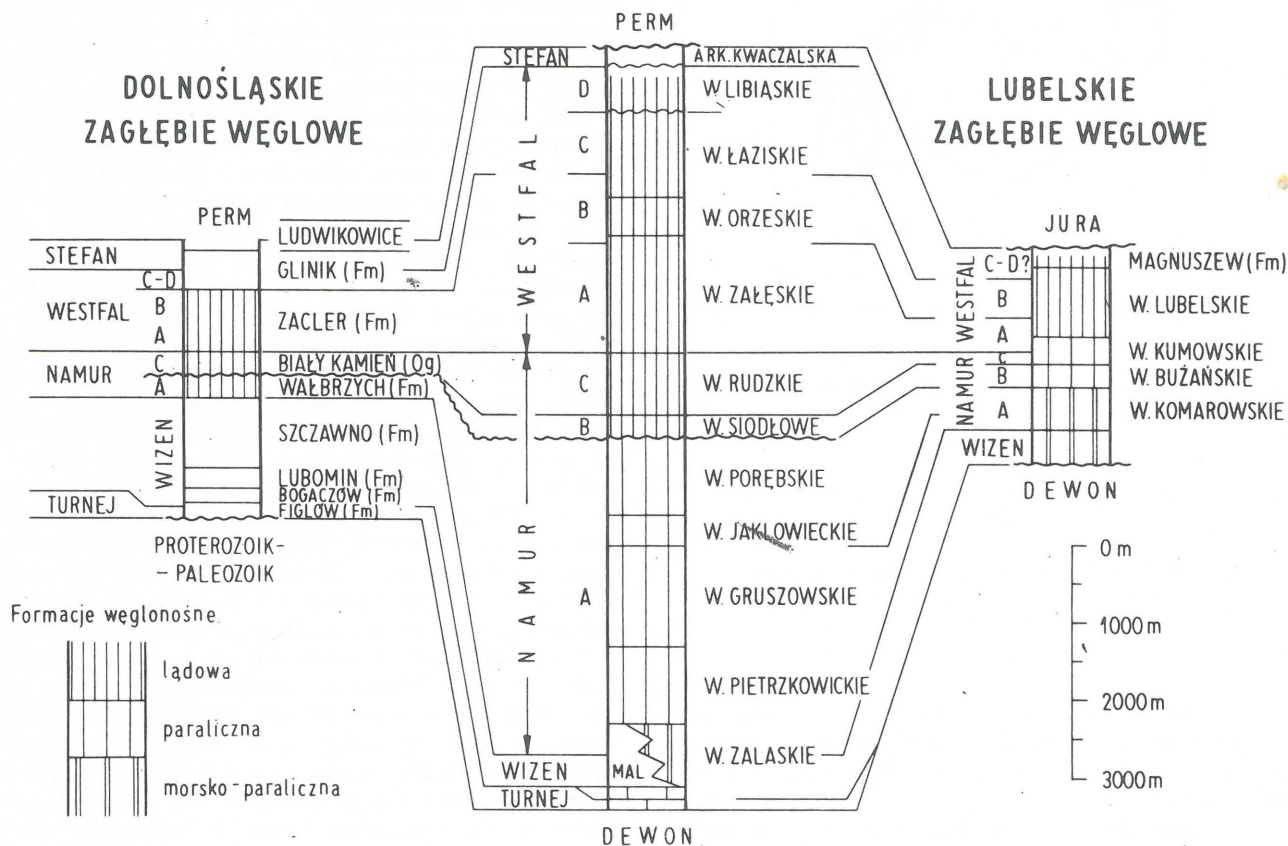 DOLNOŚLĄSKIE
ZAGŁĘBIE WĘGLOWE
PERM
STEFAN
WESTFAL
NAMUR
WIZEN
TURNEJ
C-D
B
A
C
A
LUDWIKOWICE
GLINIK (Fm)
ZACLER (Fm)
BIAŁY KAMIEŃ (Og)
WAŁBRZYCH (Fm)
SZCZAWNO (Fm)
LUBOMIN (Fm)
BOGACZÓW (Fm)
FIGLÓW (Fm)
PROTEROZOIK-
- PALEOZOIK
Formacje węglonośne.
lądowa
paraliczna
morsko-paraliczna
PERM
STEFAN
WESTFAL
NAMUR
WIZEN
TURNEJ
D
C
B
A
C
B
A
MAL
ARK. KWACZALSKA
W. LIBIĄSKIE
W. ŁAZISKIE
W. ORZESKIE
W. ZAŁĘSKIE
W. RUDZKIE
W. SIODŁOWE
W. PORĘBSKIE
W. JAKLOWIECKIE
W. GRUSZOWSKIE
W. PIETRZKOWICKIE
W. ZALASKIE
DEWON
LUBELSKIE
ZAGŁĘBIE WĘGLOWE
JURA
WESTFAL
NAMUR
WIZEN
C-D?
B
A
C
B
A
MAGNUSZEW (Fm)
W. LUBELSKIE
W. KUMOWSKIE
W. BUŻAŃSKIE
W. KOMAROWSKIE
DEWON
0 m
1000 m
2000 m
3000 m